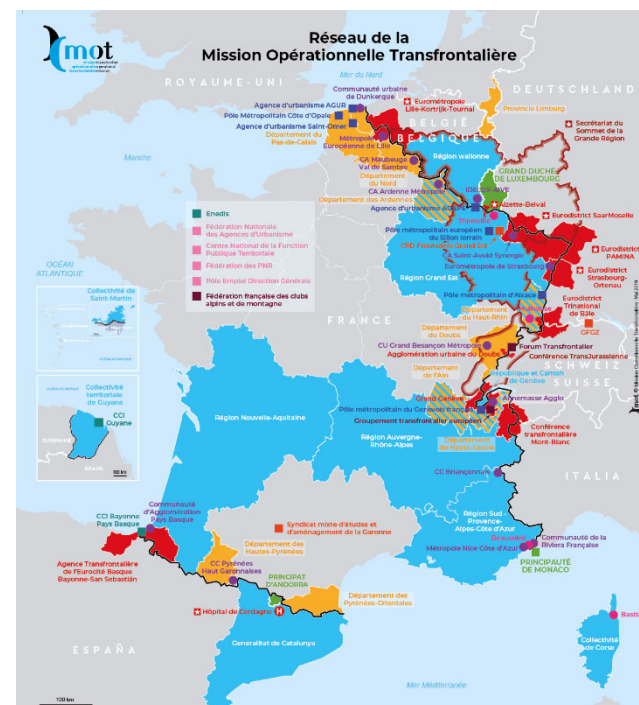 mot
Réseau de la
Mission Opérationnelle Transfrontalière
ROYAUME-UNI
Mer du Nord
DEUTSCHLAND
Communauté urbaine
de Dunkerque
Agence d'urbanisme AGUR
Pôle Métropolitain Côte d'Opale
Agence d'urbanisme Saint-Omer
Département du
Pas-de-Calais
Eurométropole
Lille-Kortrijk-Tournai
Provincie Limburg
BELGIË
BELGIQUE
Secrétariat du
Sommet de la
Grande Région
Manche
Métropole
Européenne de Lille
Région wallonne
CA Maubeuge
Val de Sambre
Département
du Nord
GRAND DUCHÉ
DE LUXEMBOURG
CA Ardenne Métropole
Département des Ardennes
Alzette-Belval
Agence d'urbanisme
Eurodistrict SaarMoselle
Enedis
Fédération Nationale
des Agences d'Urbanisme
Centre National de la Fonction
Publique Territoriale
Fédération des PNR
Pôle Emploi Direction Générale
Fédération française des clubs
alpins et de montagne
Pôle métropolitain européen
du Sillon lorrain
CA Saint-Avold Synergie
Eurodistrict
PAMINA
Région Grand Est
Eurométropole de Strasbourg
Eurodistrict
Strasbourg-
Ortenau
OCÉAN
ATLANTIQUE
Collectivité de
Saint-Martin
Pôle métropolitain d'Alsace
Département
du Haut-Rhin
Eurodistrict
Trinational
de Bâle
GFGZ
FRANCE
Département
du Doubs
CU Grand Besançon Métropole
Agglomération urbaine du Doubs
Forum Transfrontalier
Conférence TransJurassienne
SCHWEIZ
SUISSE
Collectivité
territoriale
de Guyane
CCI
Guyane
Département
de l'Ain
République et Canton
de Genève
Grand Genève
Annemasse Agglo
Pôle métropolitain du Genevois français
Groupement transfrontalier européen
Région Nouvelle-Aquitaine
Région Auvergne-
Rhône-Alpes
Département
de Haute-Savoie
Conférence
transfrontalière
Mont-Blanc
ITALIA
CC Briançonnais
CCI Bayonne
Pays Basque
Communauté
d'Agglomération
Pays Basque
Syndicat mixte d'études et
d'aménagement de la Garonne
Région Sud -
Provence-
Alpes-Côte d'Azur
Agence Transfrontalière
de l'Eurocité Basque
Bayonne-San Sebastián
Département des
Hautes-Pyrénées
Communauté de la
Riviera Française
Métropole Nice Côte d'Azur
CC Pyrénées
Haut Garonnaises
PRINCIPAUTÉ
DE MONACO
PRINCIPAT
D'ANDORRA
Département des
Pyrénées-Orientales
Hôpital de Cerdagne
H
Bastia
ESPAÑA
Generalitat de Catalunya
Collectivité
de Corse
Mer Méditerranée
100 km